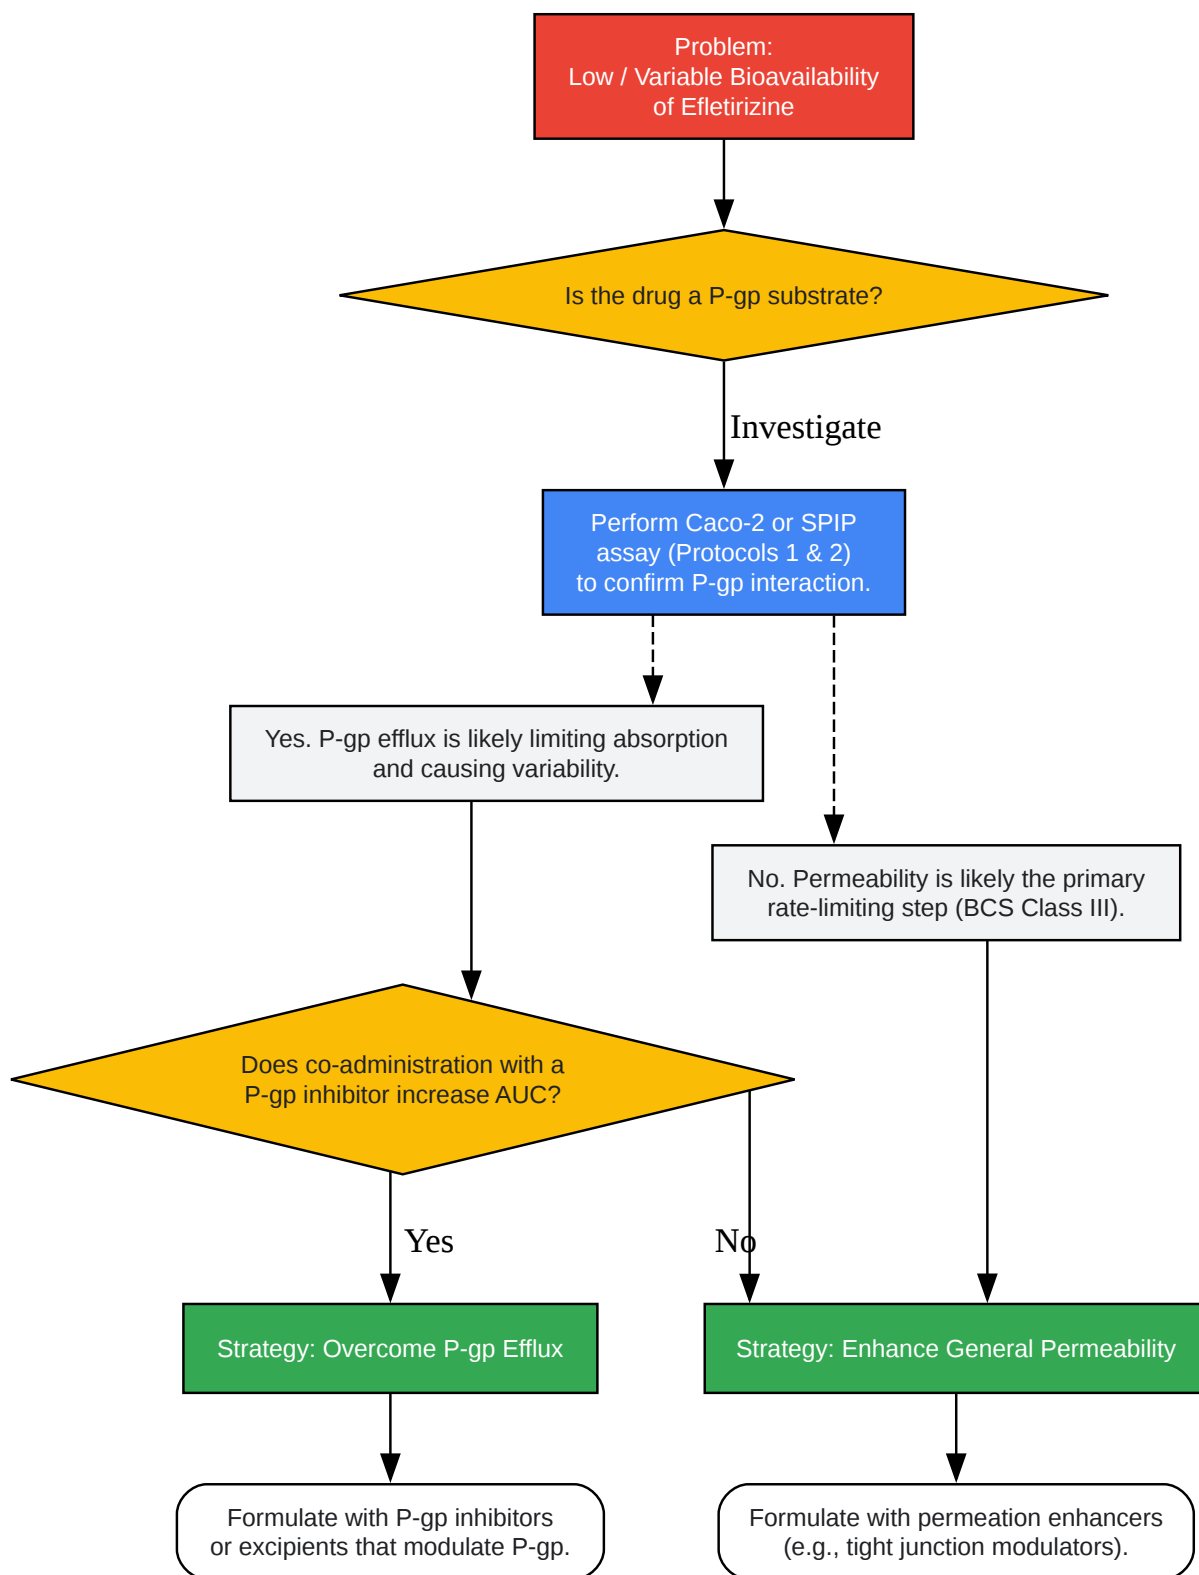 Problem:
Low / Variable Bioavailability
of Efletirizine
Is the drug a P-gp substrate?
Investigate
Perform Caco-2 or SPIP
assay (Protocols 1 & 2)
to confirm P-gp interaction.
Yes. P-gp efflux is likely limiting absorption
and causing variability.
No. Permeability is likely the primary
rate-limiting step (BCS Class III).
Does co-administration with a
P-gp inhibitor increase AUC?
Yes
No
Strategy: Overcome P-gp Efflux
Strategy: Enhance General Permeability
Formulate with P-gp inhibitors
or excipients that modulate P-gp.
Formulate with permeation enhancers
(e.g., tight junction modulators).